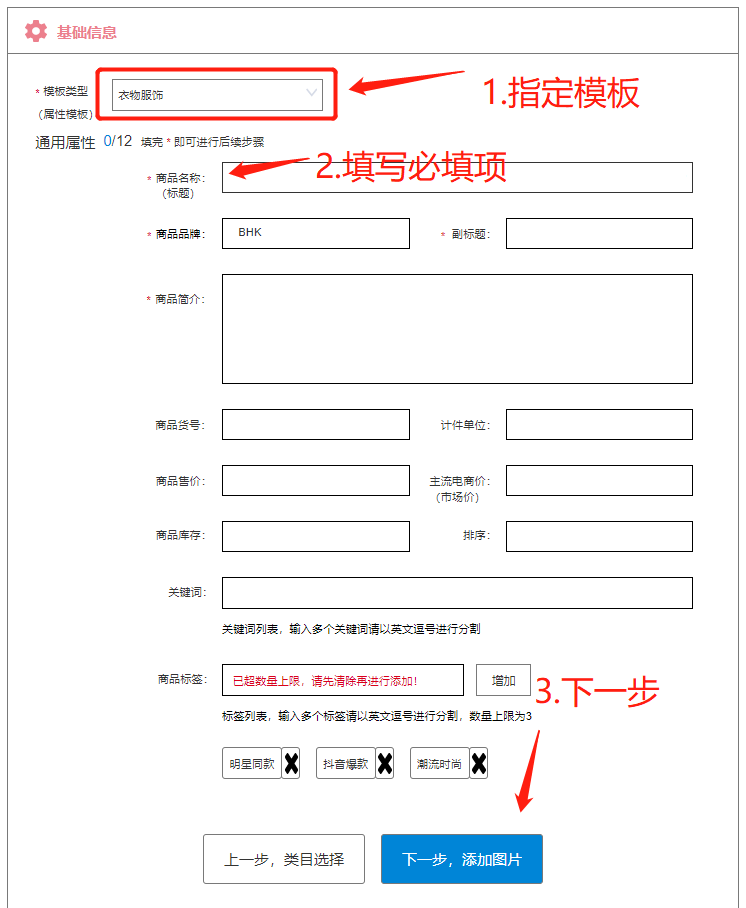 基础信息
* 模板类型
(属性模板)
衣物服饰
1.指定模板
通用属性 0/12 填完 * 即可进行后续步骤
* 商品名称：
(标题)
2.填写必填项
* 商品品牌： BHK * 副标题：
* 商品简介：
商品货号： 计件单位：
商品售价： 主流电商价：
(市场价)
商品库存： 排序：
关键词：
关键词列表，输入多个关键词请以英文逗号进行分割
商品标签： 已超数量上限，请先清除再进行添加！ 增加
3.下一步
标签列表，输入多个标签请以英文逗号进行分割，数量上限为3
明星同款 抖音爆款 潮流时尚
上一步，类目选择 下一步，添加图片